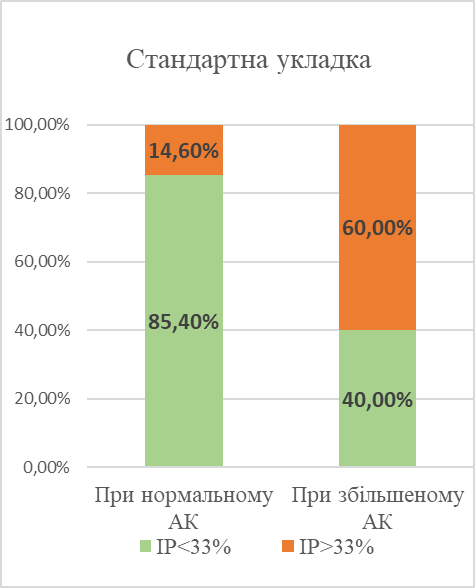 Стандартна укладка
100,00%
80,00%
60,00%
40,00%
20,00%
0,00%
14,60%
85,40%
60,00%
40,00%
При нормальному АК
При збільшеному АК
IP<33%
IP>33%